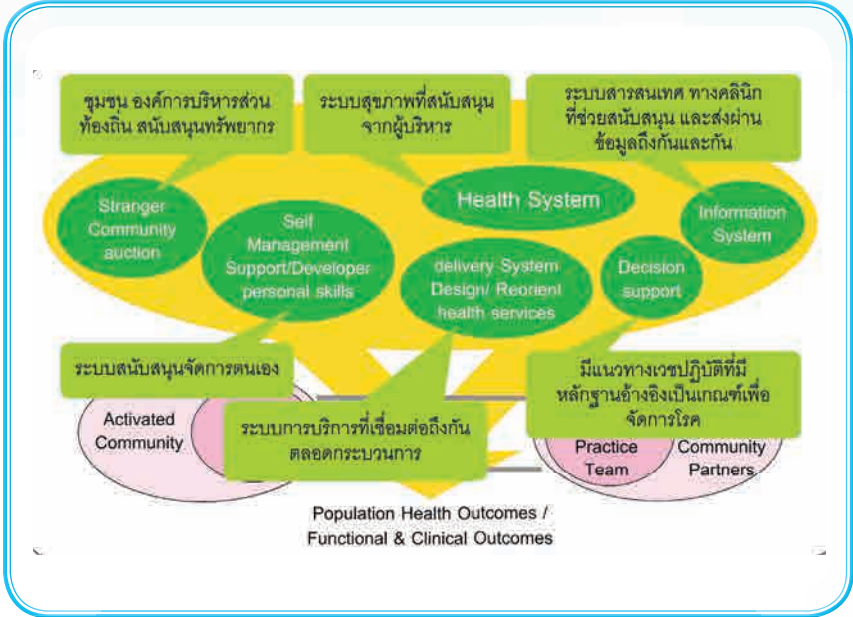 ชุมชน องค์การบริหารส่วน
ท้องถิ่น สนับสนุนทรัพยากร
ระบบสุขภาพที่สนับสนุน
จากผู้บริหาร
ระบบสารสนเทศ ทางคลินิก
ที่ช่วยสนับสนุน และส่งผ่าน
ข้อมูลถึงกันและกัน
Stranger
Community
auction
Self
Management
Support/Developer
personal skills
Health System
delivery System
Design/ Reorient
health services
Decision
support
Information
System
ระบบสนับสนุนจัดการตนเอง
ระบบการบริการที่เชื่อมต่อถึงกัน
ตลอดกระบวนการ
มีแนวทางเวชปฏิบัติที่มี
หลักฐานอ้างอิงเป็นเกณฑ์เพื่อ
จัดการโรค
Activated
Community
Practice
Team
Community
Partners
Population Health Outcomes /
Functional & Clinical Outcomes